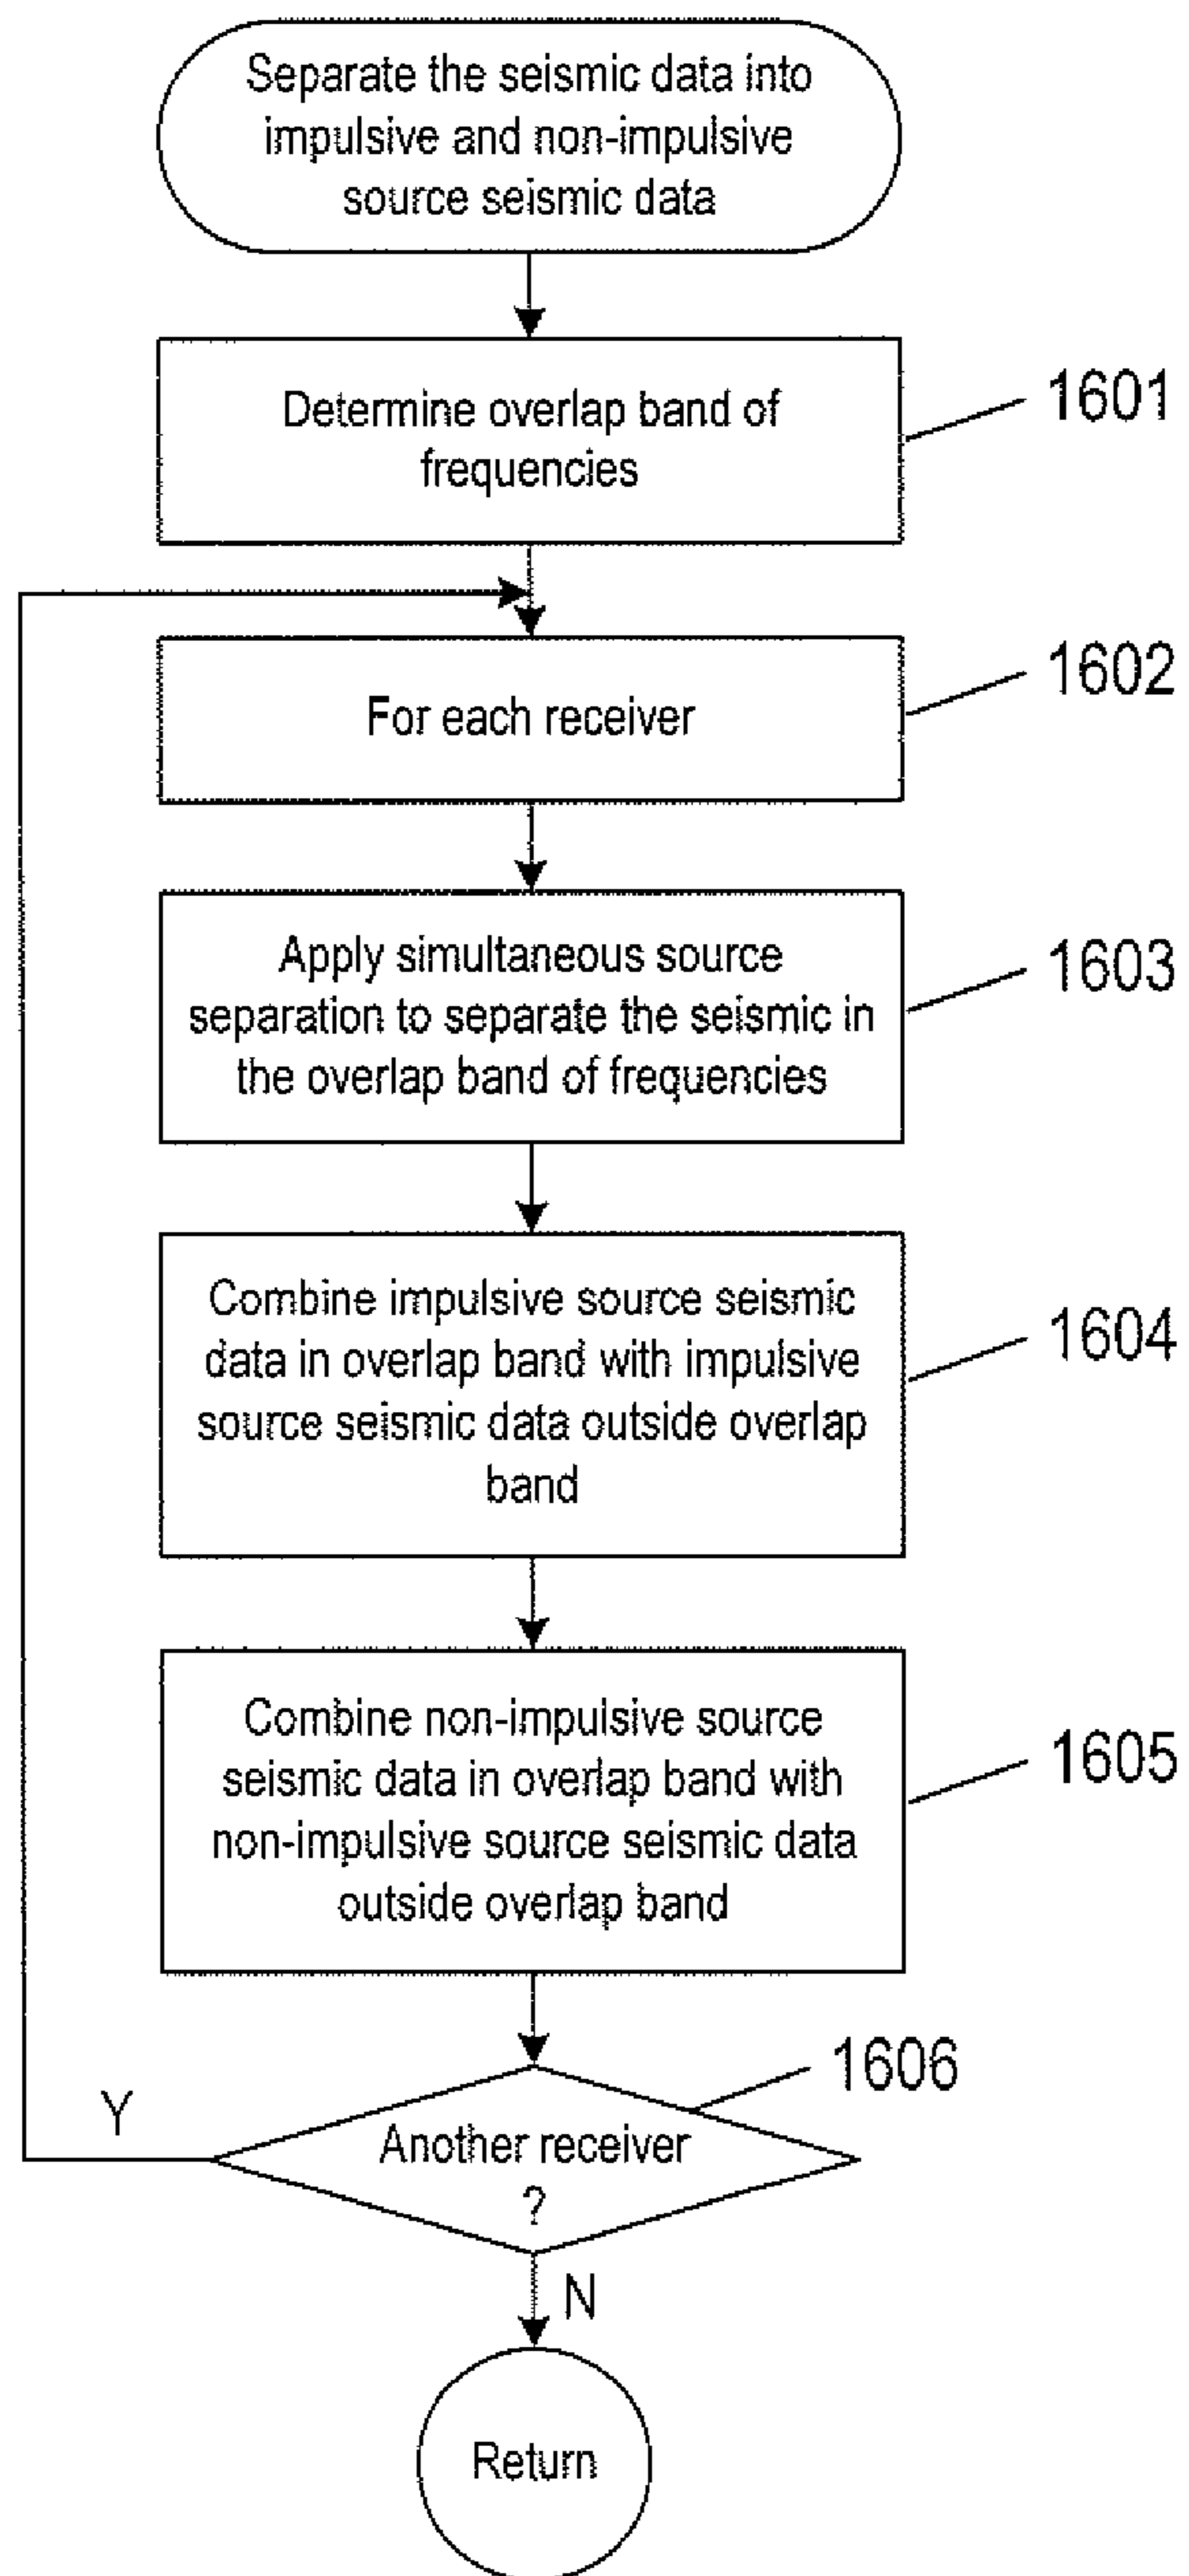 Separate the seismic data into
impulsive and non-impulsive
source seismic data
Determine overlap band of
frequencies
1601
For each receiver
1602
Apply simultaneous source
separation to separate the seismic in
the overlap band of frequencies
1603
Combine impulsive source seismic
data in overlap band with impulsive
source seismic data outside overlap
band
1604
Combine non-impulsive source
seismic data in overlap band with
non-impulsive source seismic data
outside overlap band
1605
1606
Another receiver
?
Y
N
Return